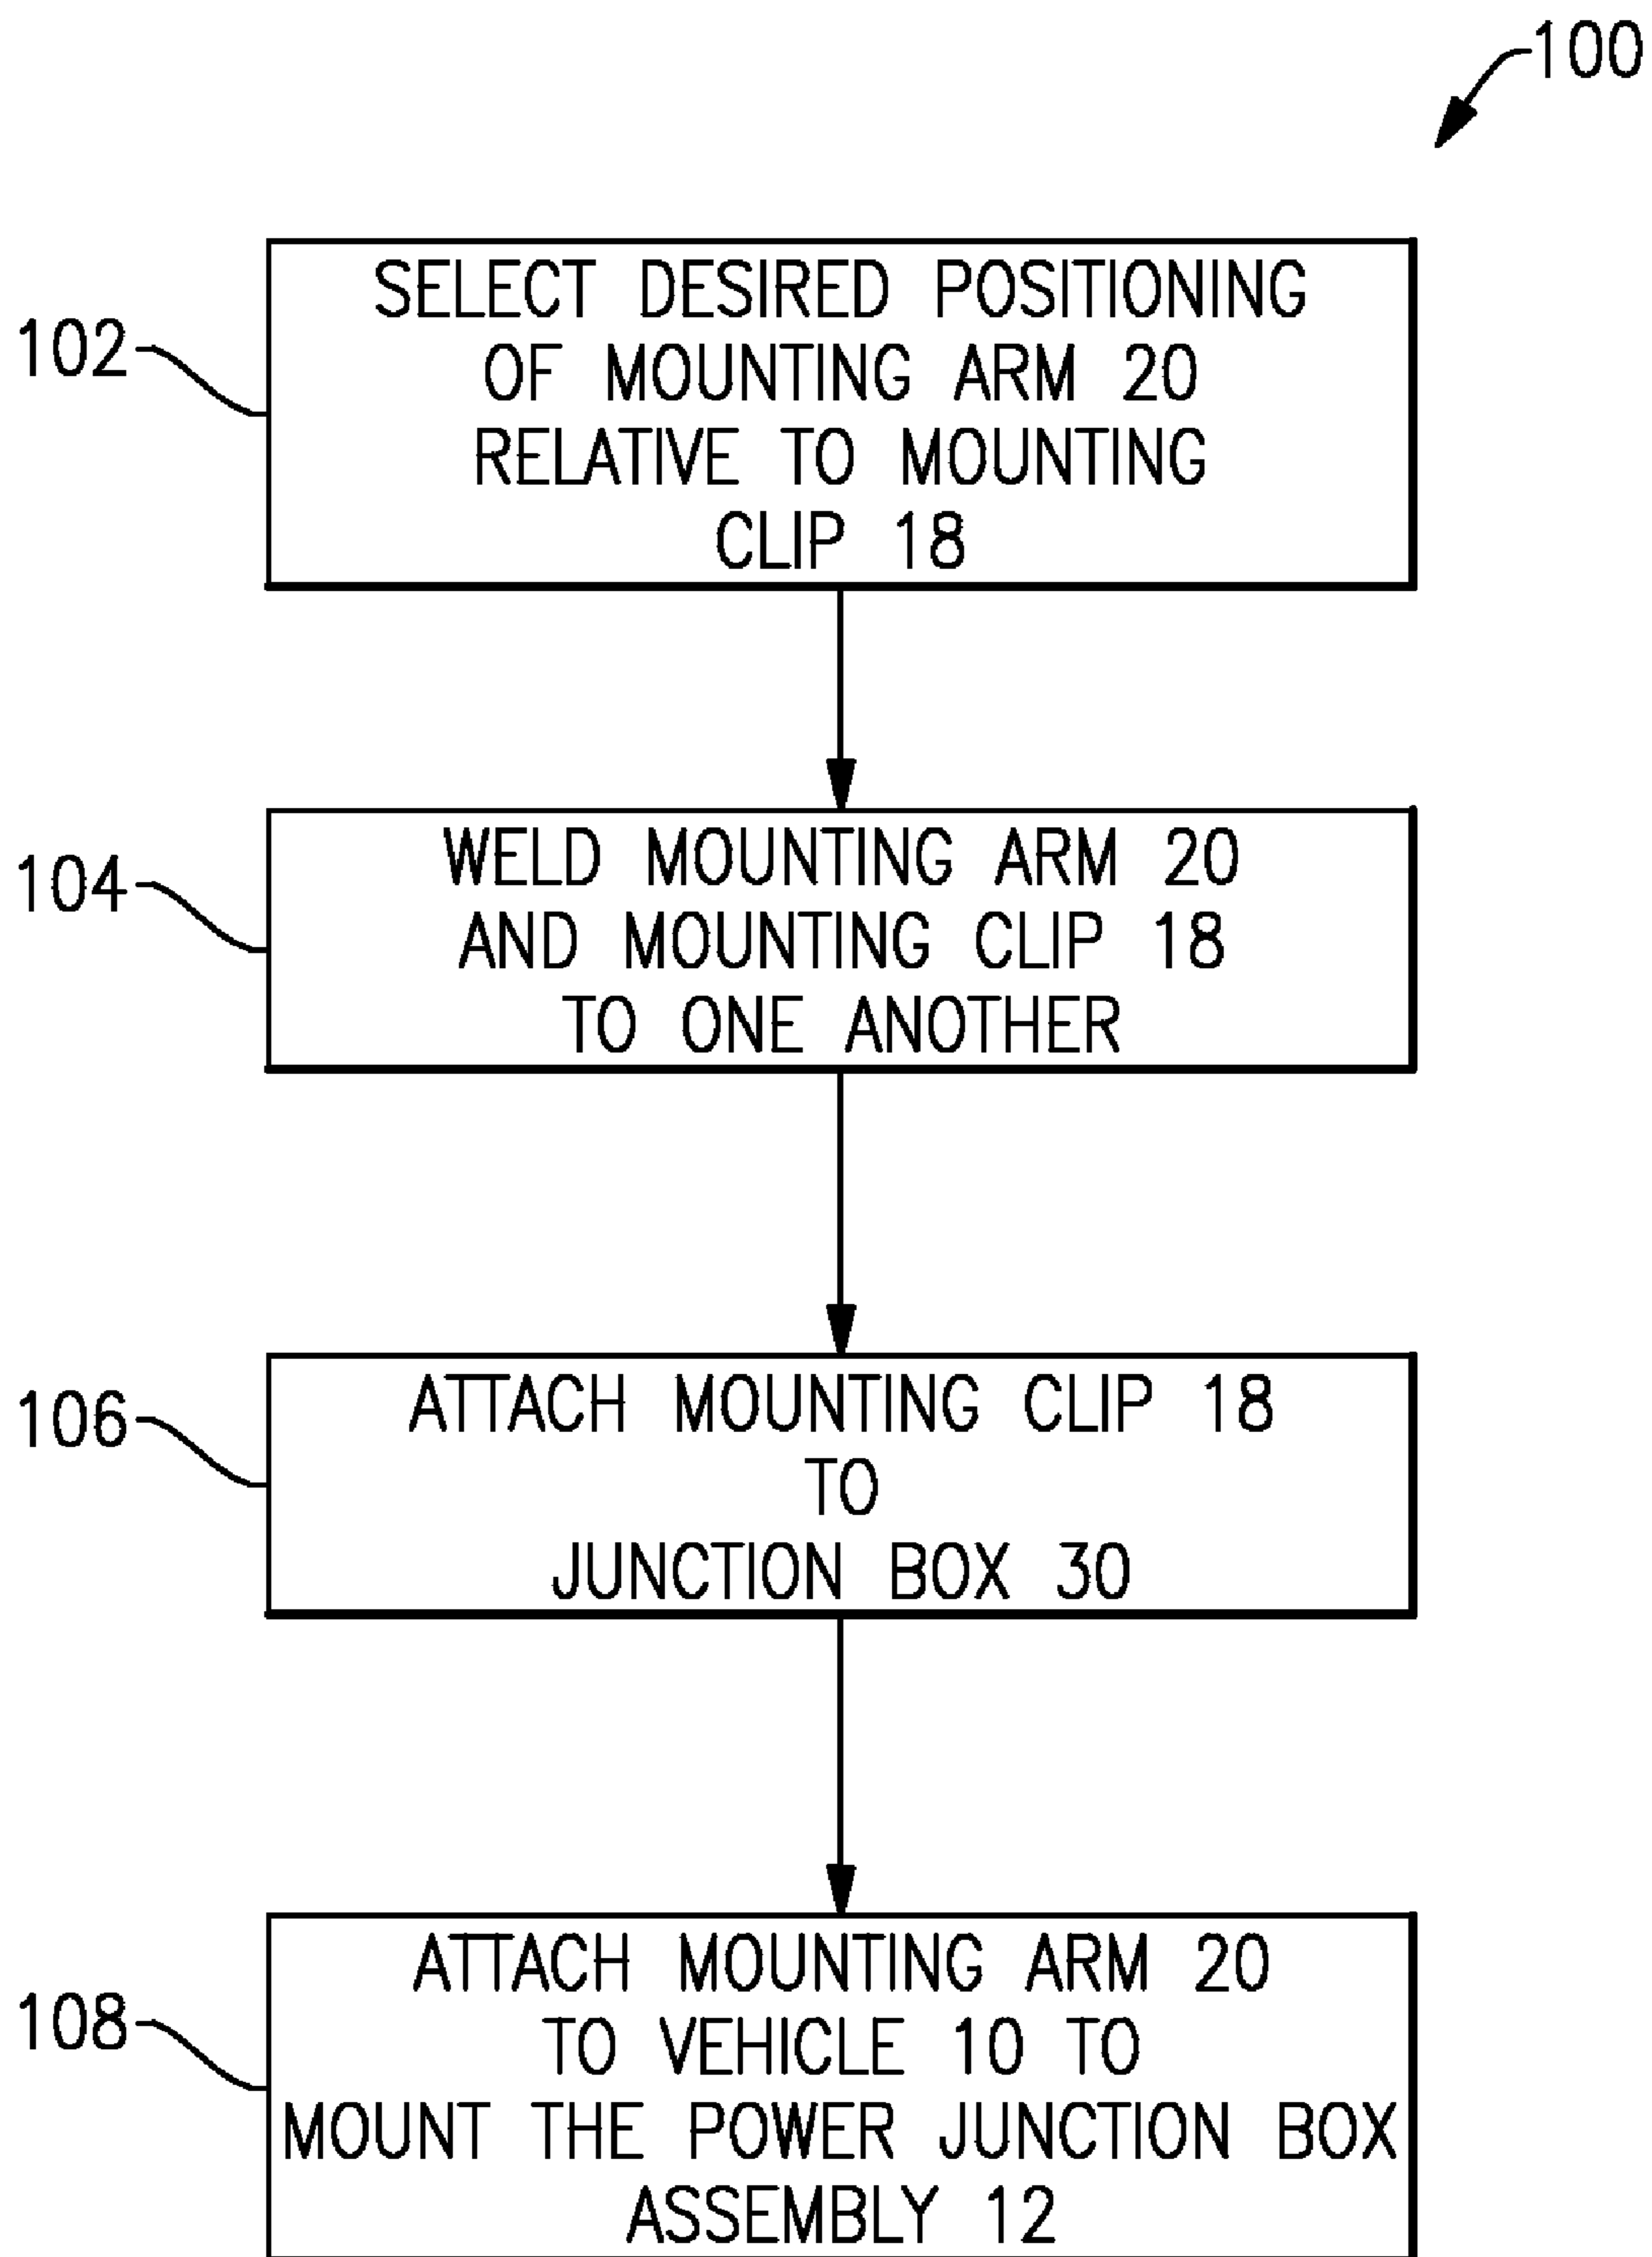 100
102
SELECT DESIRED POSITIONING
OF MOUNTING ARM 20
RELATIVE TO MOUNTING
CLIP 18
104
WELD MOUNTING ARM 20
AND MOUNTING CLIP 18
TO ONE ANOTHER
106
ATTACH MOUNTING CLIP 18
TO
JUNCTION BOX 30
108
ATTACH MOUNTING ARM 20
TO VEHICLE 10 TO
MOUNT THE POWER JUNCTION BOX
ASSEMBLY 12